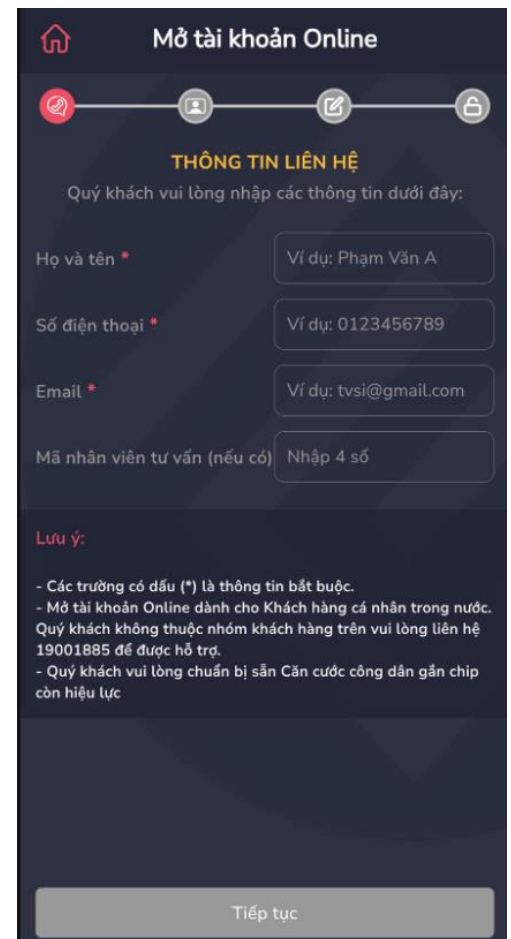 Mở tài khoản Online
THÔNG TIN LIÊN HỆ
Quý khách vui lòng nhập các thông tin dưới đây:
Họ và tên *
Ví dụ: Phạm Văn A
Số điện thoại *
Ví dụ: 0123456789
Email *
Ví dụ: tvsi@gmail.com
Mã nhân viên tư vấn (nếu có)
Nhập 4 số
Lưu ý:
- Các trường có dấu (*) là thông tin bắt buộc.
- Mở tài khoản Online dành cho Khách hàng cá nhân trong nước.
Quý khách không thuộc nhóm khách hàng trên vui lòng liên hệ
19001885 để được hỗ trợ.
- Quý khách vui lòng chuẩn bị sẵn Căn cước công dân gắn chip
còn hiệu lực
Tiếp tục